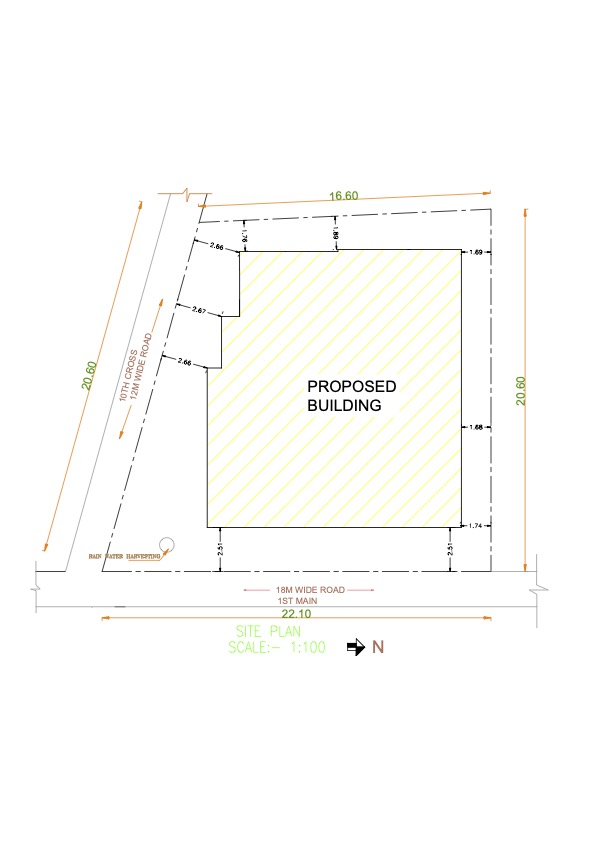 16.60
1.76
1.89
2.66
1.69
2.67
10TH CROSS
12M WIDE ROAD
2.66
20.60
20.60
PROPOSED
BUILDING
1.68
1.74
2.51
2.51
RAIN WATER HARVESTING
18M WIDE ROAD
1ST MAIN
22.10
SITE PLAN
SCALE:- 1:100
N